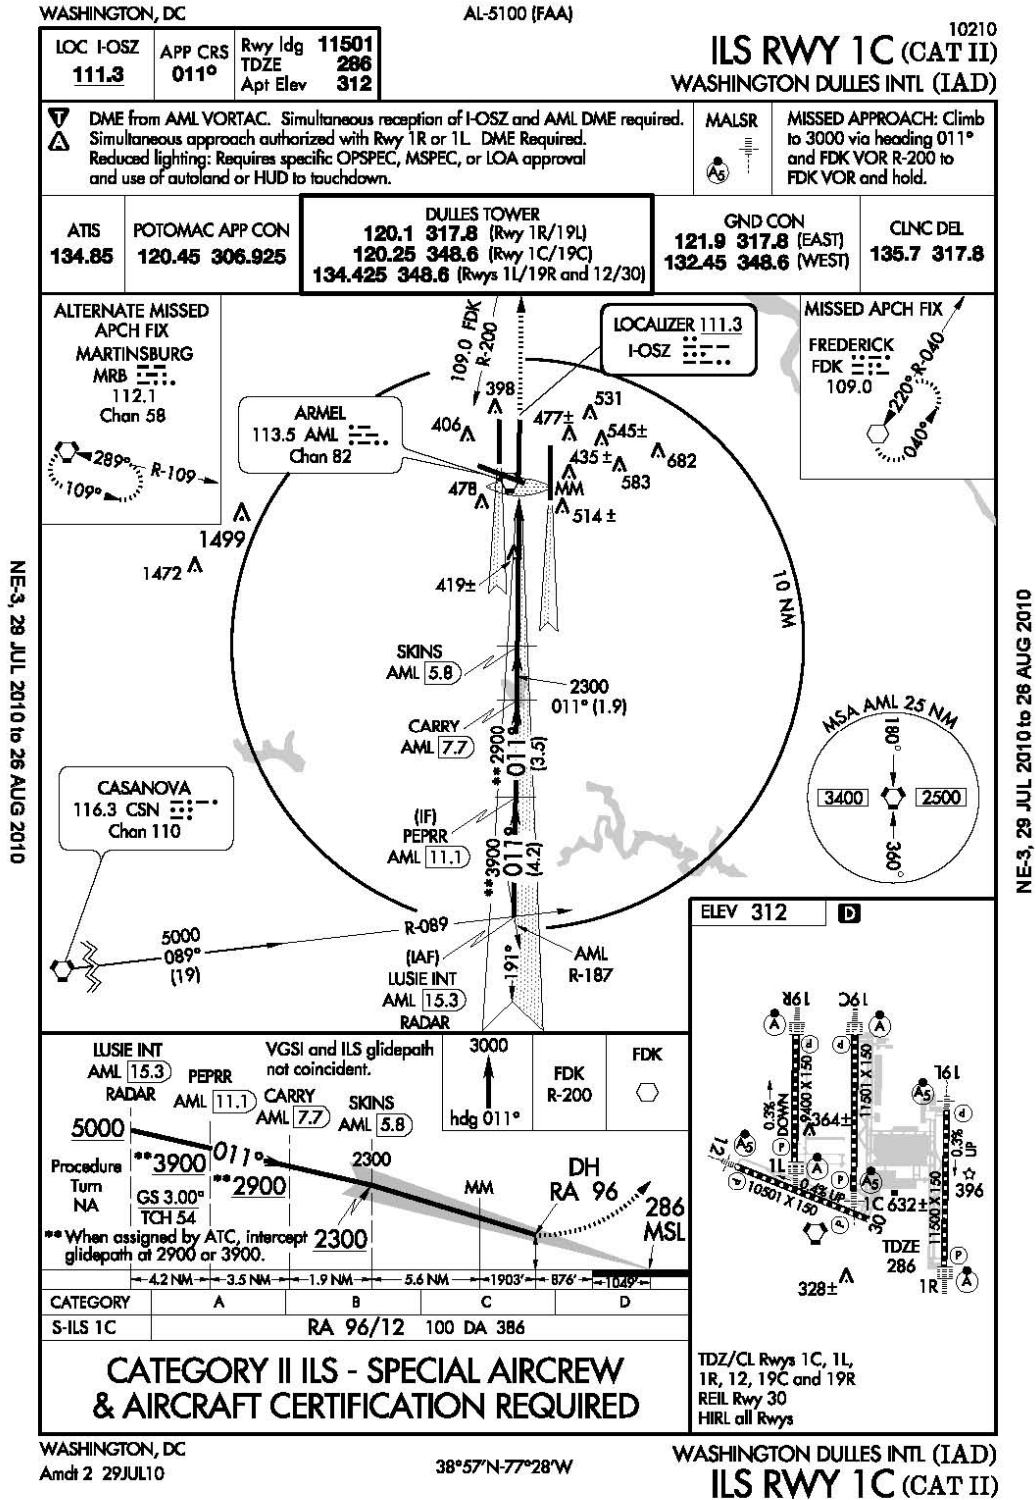 WASHINGTON, DC
AL-5100 (FAA)
10210
ILS RWY 1C (CAT II)
WASHINGTON DULLES INTL (IAD)
LOC I-OSZ
111.3
APP CRS
011°
Rwy ldg 11501
TDZE 286
Apt Elev 312
T
A
DME from AML VORTAC. Simultaneous reception of I-OSZ and AML DME required.
Simultaneous approach authorized with Rwy 1R or 1L. DME Required.
Reduced lighting: Requires specific OPSPEC, MSPEC, or LOA approval
and use of autoland or HUD to touchdown.
MALSR
A5
MISSED APPROACH: Climb
to 3000 via heading 011°
and FDK VOR R-200 to
FDK VOR and hold.
ATIS
134.85
POTOMAC APP CON
120.45 306.925
DULLES TOWER
120.1 317.8 (Rwy 1R/19L)
120.25 348.6 (Rwy 1C/19C)
134.425 348.6 (Rwys 1L/19R and 12/30)
GND CON
121.9 317.8 (EAST)
132.45 348.6 (WEST)
CLNC DEL
135.7 317.8
ALTERNATE MISSED
APCH FIX
MARTINSBURG
MRB
112.1
Chan 58
289°
R-109
109°
109.0 FDK
R-200
LOCALIZER 111.3
I-OSZ
MISSED APCH FIX
FREDERICK
FDK
109.0
R-040
220°
040°
ARMEL
113.5 AML
Chan 82
398
406
477±
531
545±
435±
682
583
478
MM
514±
1499
1472
419±
10 NM
SKINS
AML 5.8
2300
011° (1.9)
CARRY
AML 7.7
**2900
011°
(3.5)
(IF)
PEPRR
AML 11.1
**3900
011°
(4.2)
MSA AML 25 NM
180°
3400
2500
360°
CASANOVA
116.3 CSN
Chan 110
5000
089°
(19)
R-089
(IAF)
LUSIE INT
AML 15.3
RADAR
191°
AML
R-187
ELEV 312
D
19R
19C
A
A
P
P
9400 X 150
11501 X 150
0.3%
DOWN
364±
19L
A5
P
0.3%
UP
396
11500 X 150
12
A5
P
P
1L
A
0.4% UP
10501 X 150
P
A5
1C
632±
P
30
TDZE
286
328±
P
1R
A
TDZ/CL Rwys 1C, 1L,
1R, 12, 19C and 19R
REIL Rwy 30
HIRL all Rwys
LUSIE INT
AML 15.3
RADAR
PEPRR
AML 11.1
VGSI and ILS glidepath
not coincident.
CARRY
AML 7.7
SKINS
AML 5.8
3000
hdg 011°
FDK
R-200
FDK
5000
**3900
011°
**2900
2300
Procedure
Turn
NA
GS 3.00°
TCH 54
MM
DH
RA 96
286
MSL
** When assigned by ATC, intercept
glidepath at 2900 or 3900.
2300
4.2 NM
3.5 NM
1.9 NM
5.6 NM
1903'
876'
1049'
CATEGORY A B C D
S-ILS 1C RA 96/12 100 DA 386
CATEGORY II ILS - SPECIAL AIRCREW
& AIRCRAFT CERTIFICATION REQUIRED
WASHINGTON, DC
Amdt 2 29JUL10
38°57'N-77°28'W
WASHINGTON DULLES INTL (IAD)
ILS RWY 1C (CAT II)
NE-3, 29 JUL 2010 to 26 AUG 2010
NE-3, 29 JUL 2010 to 26 AUG 2010